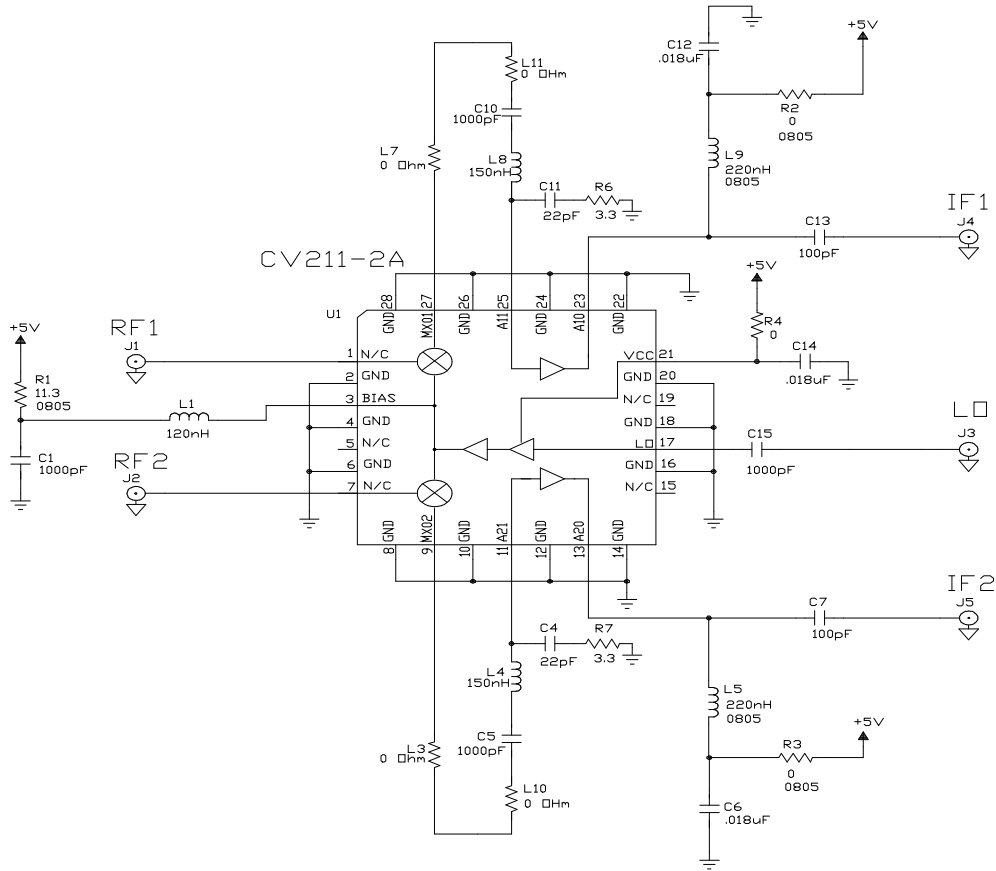 C12
.018uF
+5V
R2
0
0805
L11
0 OHm
C10
1000pF
L7
0 Ohm
L8
150nH
L9
220nH
0805
C11
22pF
R6
3.3
IF1
J4
C13
100pF
CV211-2A
U1
28
GND
27
MXO1
26
GND
25
A1I
24
GND
23
A1O
22
GND
+5V
R4
0
C14
.018uF
+5V
R1
11.3
0805
RF1
J1
1 N/C
2 GND
3 BIAS
4 GND
5 N/C
6 GND
7 N/C
VCC 21
GND 20
N/C 19
GND 18
LO 17
GND 16
N/C 15
L1
120nH
C1
1000pF
RF2
J2
LO
J3
C15
1000pF
8 GND
9 MXO2
10 GND
11 A2I
12 GND
13 A2O
14 GND
IF2
J5
C7
100pF
C4
22pF
R7
3.3
L4
150nH
L5
220nH
0805
C5
1000pF
L3
0 Ohm
L10
0 OHm
+5V
R3
0
0805
C6
.018uF